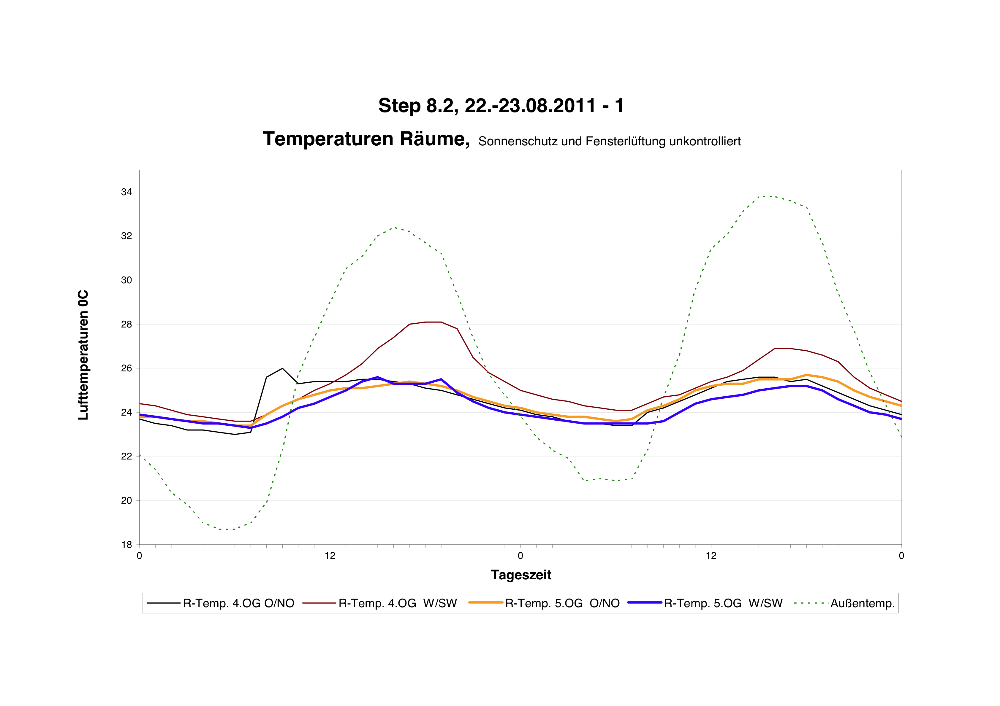 Step 8.2, 22.-23.08.2011 - 1
Temperaturen Räume, Sonnenschutz und Fensterlüftung unkontrolliert
Lufttemperaturen 0C
34
32
30
28
26
24
22
20
18
0 12 0 12 0
Tageszeit
R-Temp. 4.OG O/NO R-Temp. 4.OG W/SW R-Temp. 5.OG O/NO R-Temp. 5.OG W/SW Außentemp.